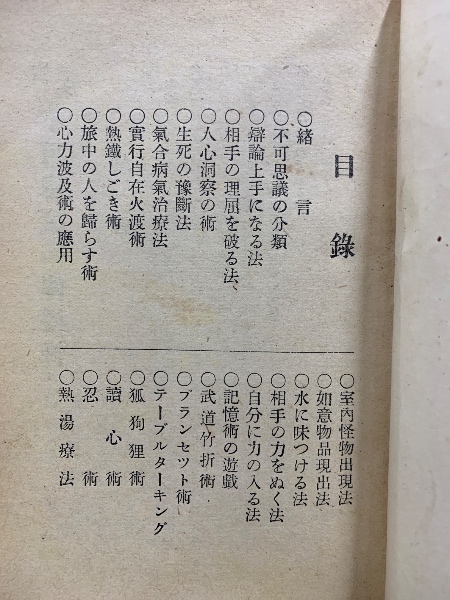 目錄
○緒言
○不可思議の分類
○辯論上手になる法
○相手の理屈を破る法、
○人心洞察の術
○生死の豫斷法
○氣合病氣治療法
○實行自在火渡術
○熱鐵しごき術
○旅中の人を歸らす術
○心力波及術の應用
○室內怪物出現法
○如意物品現出法
○水に味つける法
○相手の力をぬく法
○自分に力の入る法
○記憶術の遊戲
○武道竹折術
○プランセツト術
○テーブルターキング
○狐狗狸術
○讀心術
○忍術
○熱湯療法